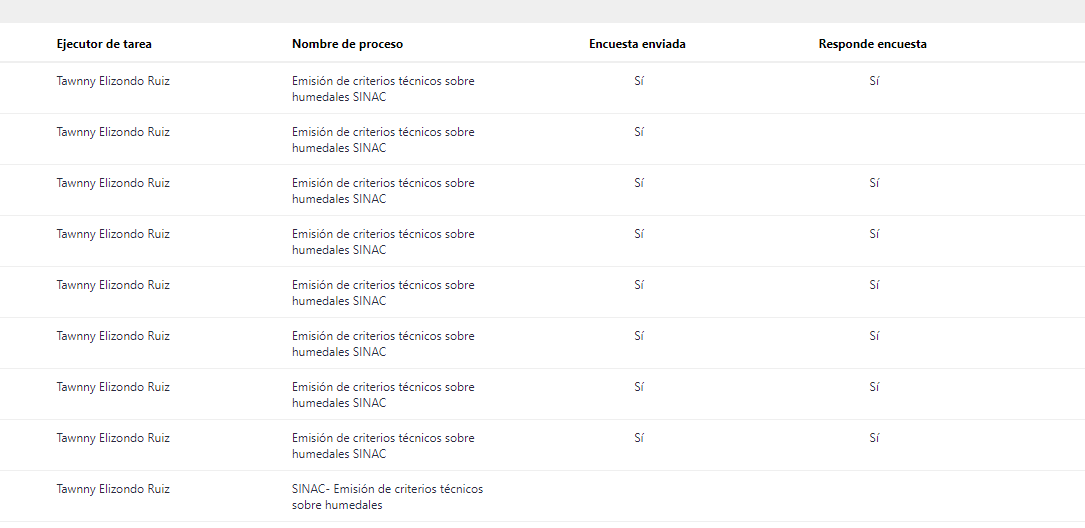 Ejecutor de tarea Nombre de proceso Encuesta enviada Responde encuesta
Tawnny Elizondo Ruiz Emisión de criterios técnicos sobre Sí Sí
humedales SINAC
Tawnny Elizondo Ruiz Emisión de criterios técnicos sobre Sí
humedales SINAC
Tawnny Elizondo Ruiz Emisión de criterios técnicos sobre Sí Sí
humedales SINAC
Tawnny Elizondo Ruiz Emisión de criterios técnicos sobre Sí Sí
humedales SINAC
Tawnny Elizondo Ruiz Emisión de criterios técnicos sobre Sí Sí
humedales SINAC
Tawnny Elizondo Ruiz Emisión de criterios técnicos sobre Sí Sí
humedales SINAC
Tawnny Elizondo Ruiz Emisión de criterios técnicos sobre Sí Sí
humedales SINAC
Tawnny Elizondo Ruiz Emisión de criterios técnicos sobre Sí Sí
humedales SINAC
Tawnny Elizondo Ruiz SINAC- Emisión de criterios técnicos
sobre humedales